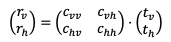 (r_v r_h) = (c_vv c_vh c_hv c_hh) · (t_v t_h)